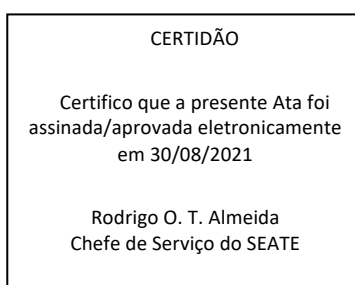 CERTIDÃO
Certifico que a presente Ata foi
assinada/aprovada eletronicamente
em 30/08/2021
Rodrigo O. T. Almeida
Chefe de Serviço do SEATE